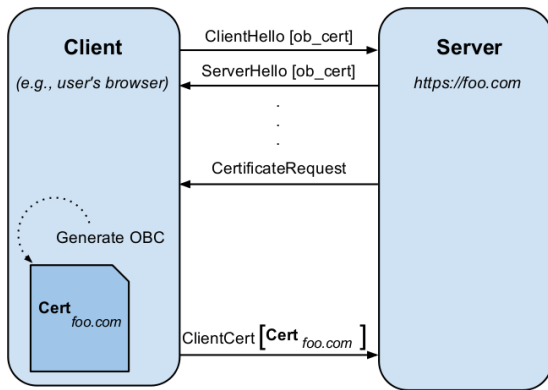 Client
(e.g., user's browser)
ClientHello [ob_cert]
ServerHello [ob_cert]
.
.
.
CertificateRequest
Server
https://foo.com
Generate OBC
Cert foo.com
ClientCert [Cert foo.com]